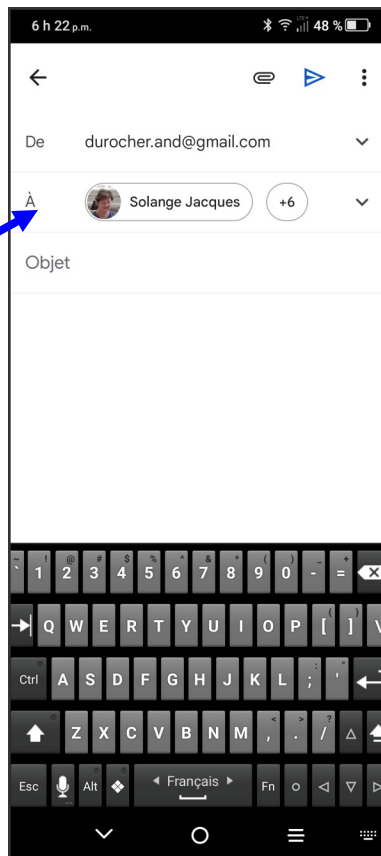 6 h 22 p.m. LTE+ 48 %
De durocher.and@gmail.com
À Solange Jacques +6
Objet
~ ! @ # $ % ^ & * ( ) _ +
` 1 2 3 4 5 6 7 8 9 0 - =
Q W E R T Y U I O P [ { ] } \
Ctrl A S D F G H J K L ; : ' "
Z X C V B N M , < . > / ?
Esc Alt Français Fn